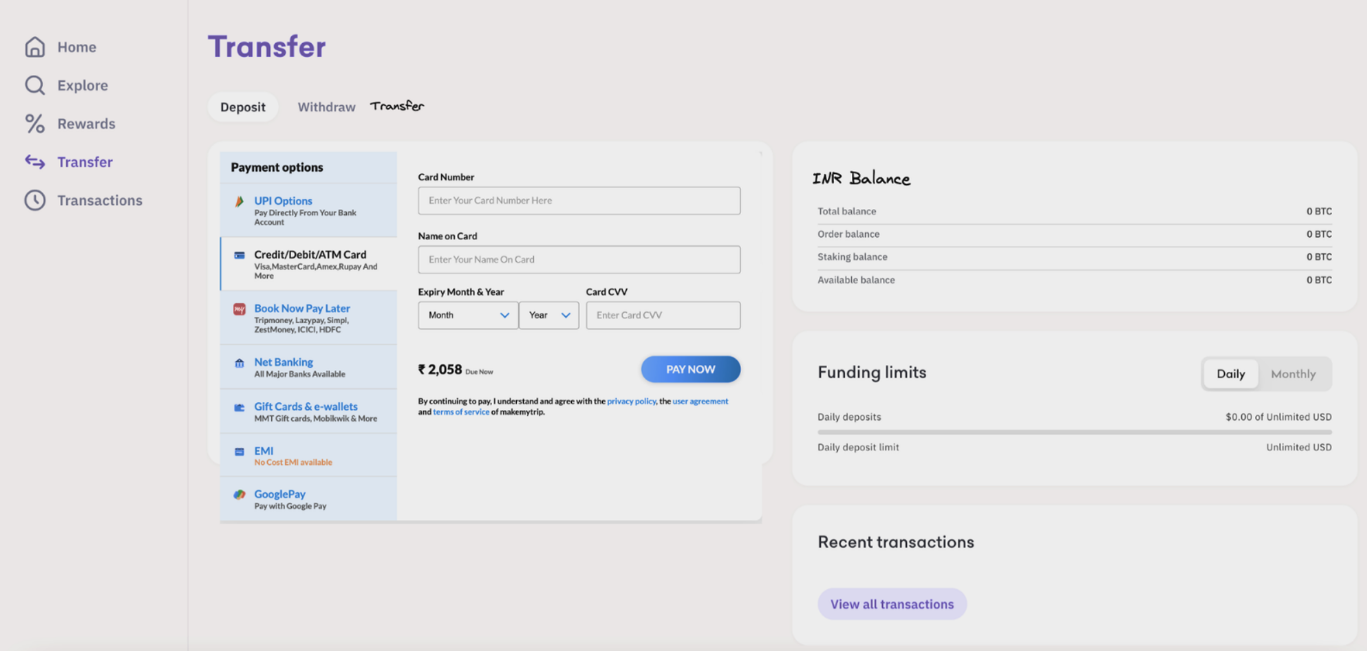 Home
Explore
Rewards
Transfer
Transactions
Transfer
Deposit
Withdraw
Transfer
Payment options
UPI Options
Pay Directly From Your Bank
Account
Credit/Debit/ATM Card
Visa,MasterCard,Amex,Rupay And
More
Book Now Pay Later
Tripmoney, Lazypay, Simpl,
ZestMoney, ICICI, HDFC
Net Banking
All Major Banks Available
Gift Cards & e-wallets
MMT Gift cards, Mobikwik & More
EMI
No Cost EMI available
GooglePay
Pay with Google Pay
Card Number
Enter Your Card Number Here
Name on Card
Enter Your Name On Card
Expiry Month & Year
Card CVV
Month
Year
Enter Card CVV
₹ 2,058 Due Now
PAY NOW
By continuing to pay, I understand and agree with the privacy policy, the user agreement
and terms of service of makemytrip.
INR Balance
Total balance 0 BTC
Order balance 0 BTC
Staking balance 0 BTC
Available balance 0 BTC
Funding limits
Daily
Monthly
Daily deposits $0.00 of Unlimited USD
Daily deposit limit Unlimited USD
Recent transactions
View all transactions